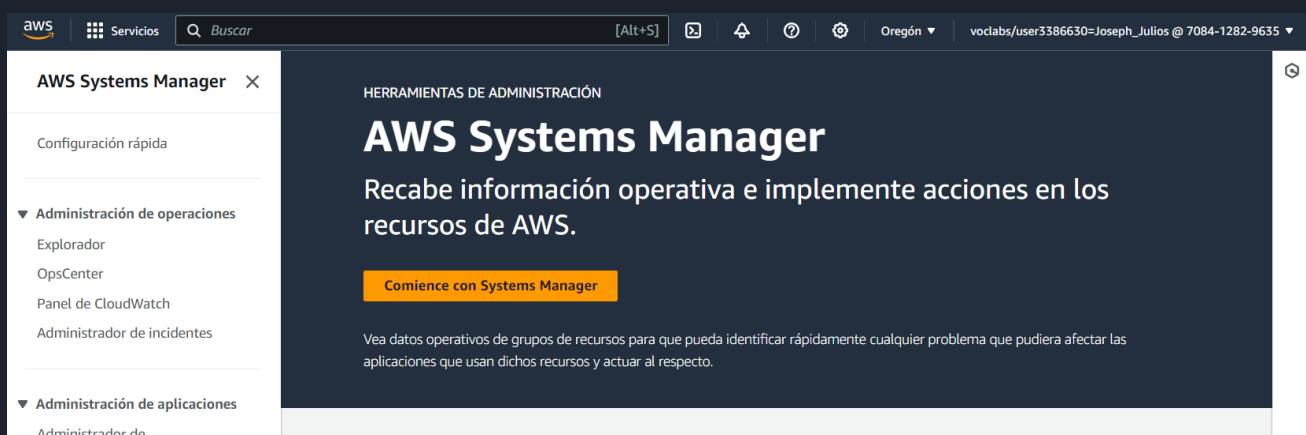 aws
Servicios
Buscar
[Alt+S]
Oregón ▼
voclabs/user3386630=Joseph_Julios @ 7084-1282-9635 ▼
AWS Systems Manager
Configuración rápida
▼ Administración de operaciones
Explorador
OpsCenter
Panel de CloudWatch
Administrador de incidentes
▼ Administración de aplicaciones
Administrador de
HERRAMIENTAS DE ADMINISTRACIÓN
AWS Systems Manager
Recabe información operativa e implemente acciones en los
recursos de AWS.
Comience con Systems Manager
Vea datos operativos de grupos de recursos para que pueda identificar rápidamente cualquier problema que pudiera afectar las
aplicaciones que usan dichos recursos y actuar al respecto.